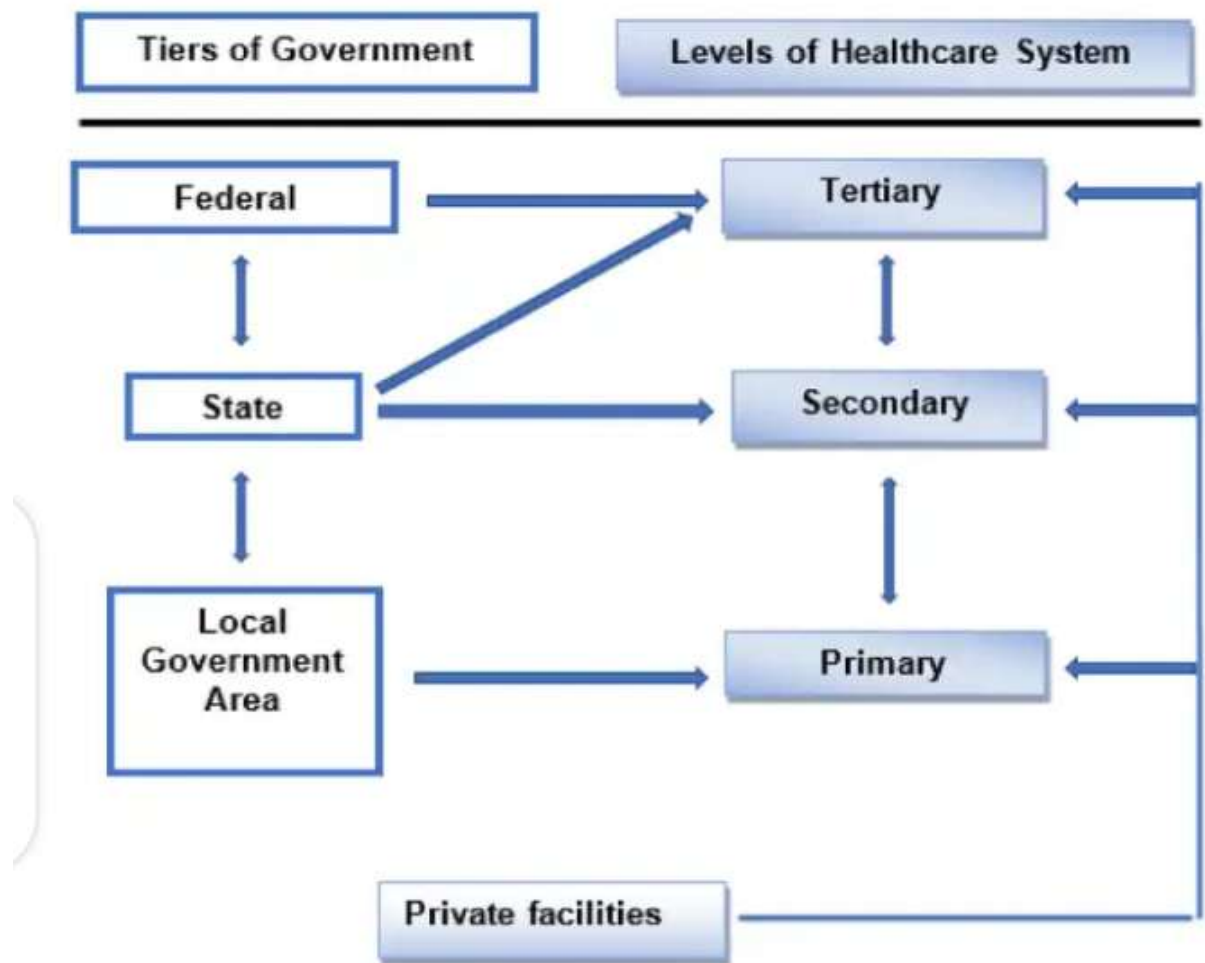 Tiers of Government
Levels of Healthcare System
Federal
Tertiary
State
Secondary
Local
Government
Area
Primary
Private facilities